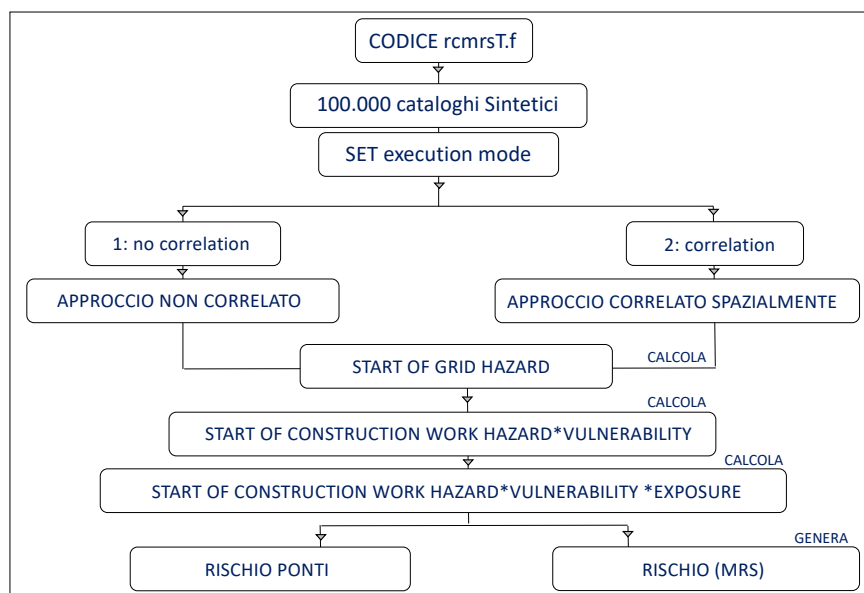 CODICE rcmrsT.f
100.000 cataloghi Sintetici
SET execution mode
1: no correlation
2: correlation
APPROCCIO NON CORRELATO
APPROCCIO CORRELATO SPAZIALMENTE
START OF GRID HAZARD
CALCOLA
CALCOLA
START OF CONSTRUCTION WORK HAZARD*VULNERABILITY
CALCOLA
START OF CONSTRUCTION WORK HAZARD*VULNERABILITY *EXPOSURE
GENERA
RISCHIO PONTI
RISCHIO (MRS)